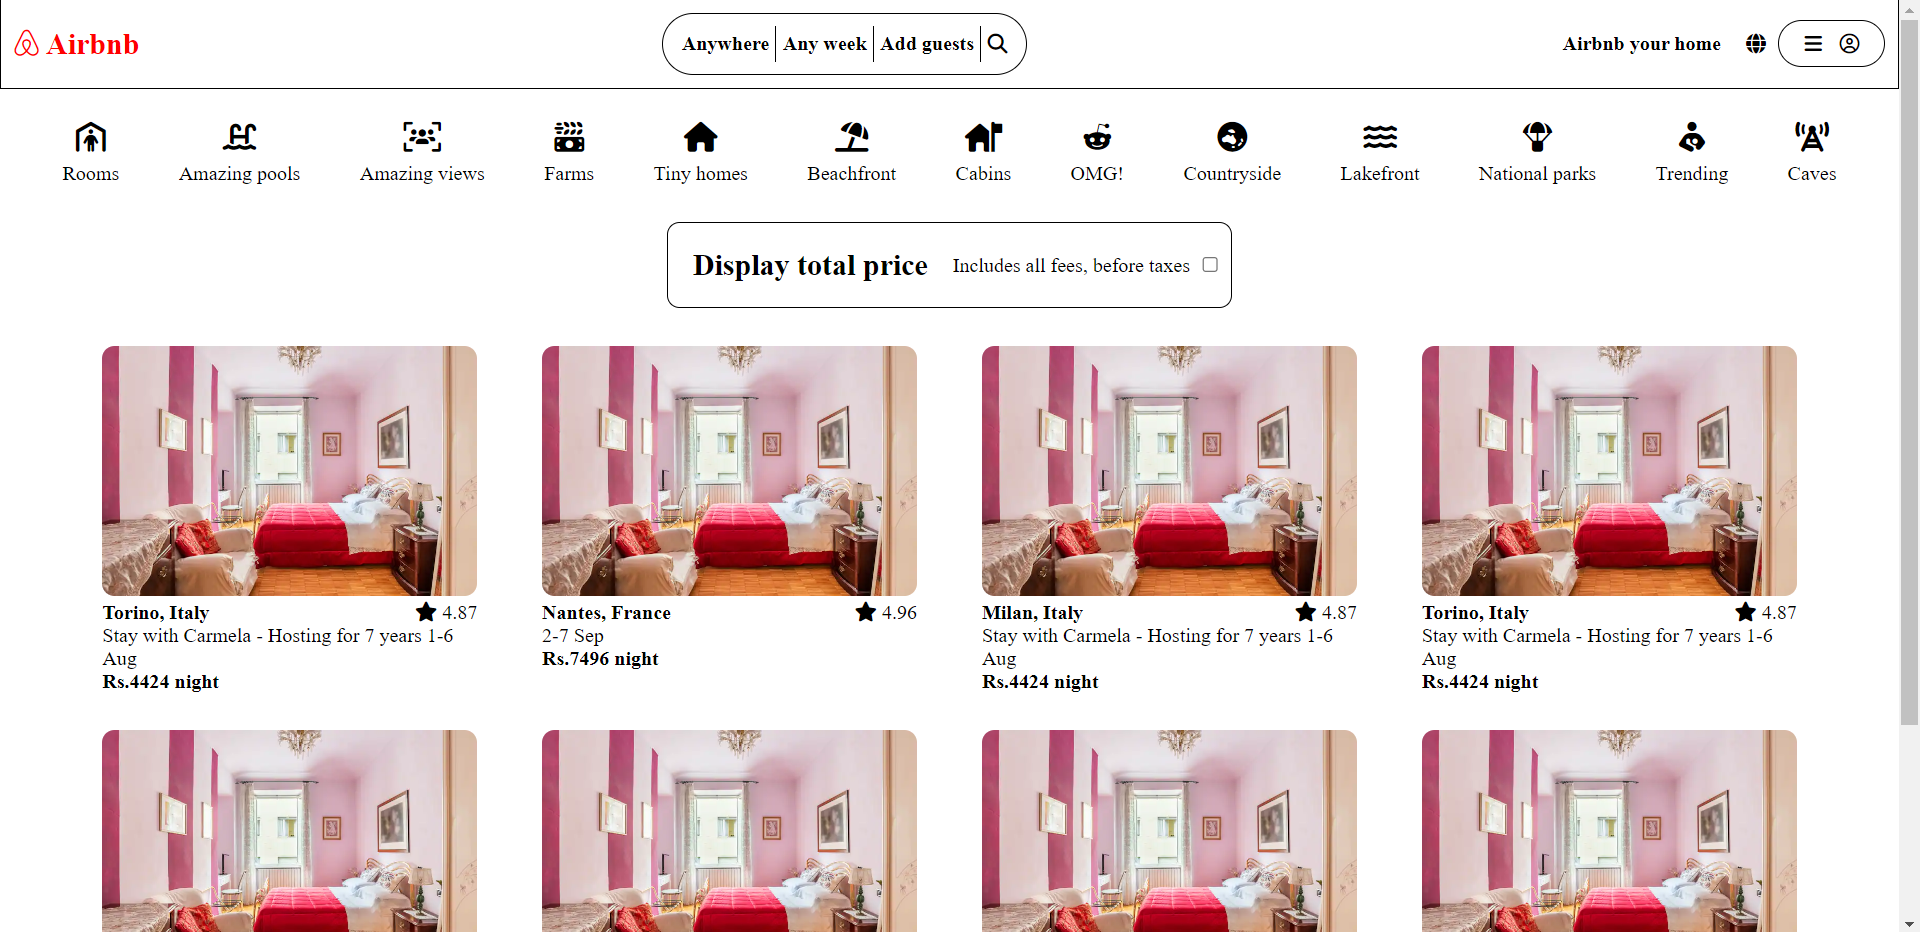 Airbnb
Anywhere Any week Add guests
Airbnb your home
Rooms
Amazing pools
Amazing views
Farms
Tiny homes
Beachfront
Cabins
OMG!
Countryside
Lakefront
National parks
Trending
Caves
Display total price Includes all fees, before taxes
Torino, Italy 4.87
Stay with Carmela - Hosting for 7 years 1-6
Aug
Rs.4424 night
Nantes, France 4.96
2-7 Sep
Rs.7496 night
Milan, Italy 4.87
Stay with Carmela - Hosting for 7 years 1-6
Aug
Rs.4424 night
Torino, Italy 4.87
Stay with Carmela - Hosting for 7 years 1-6
Aug
Rs.4424 night